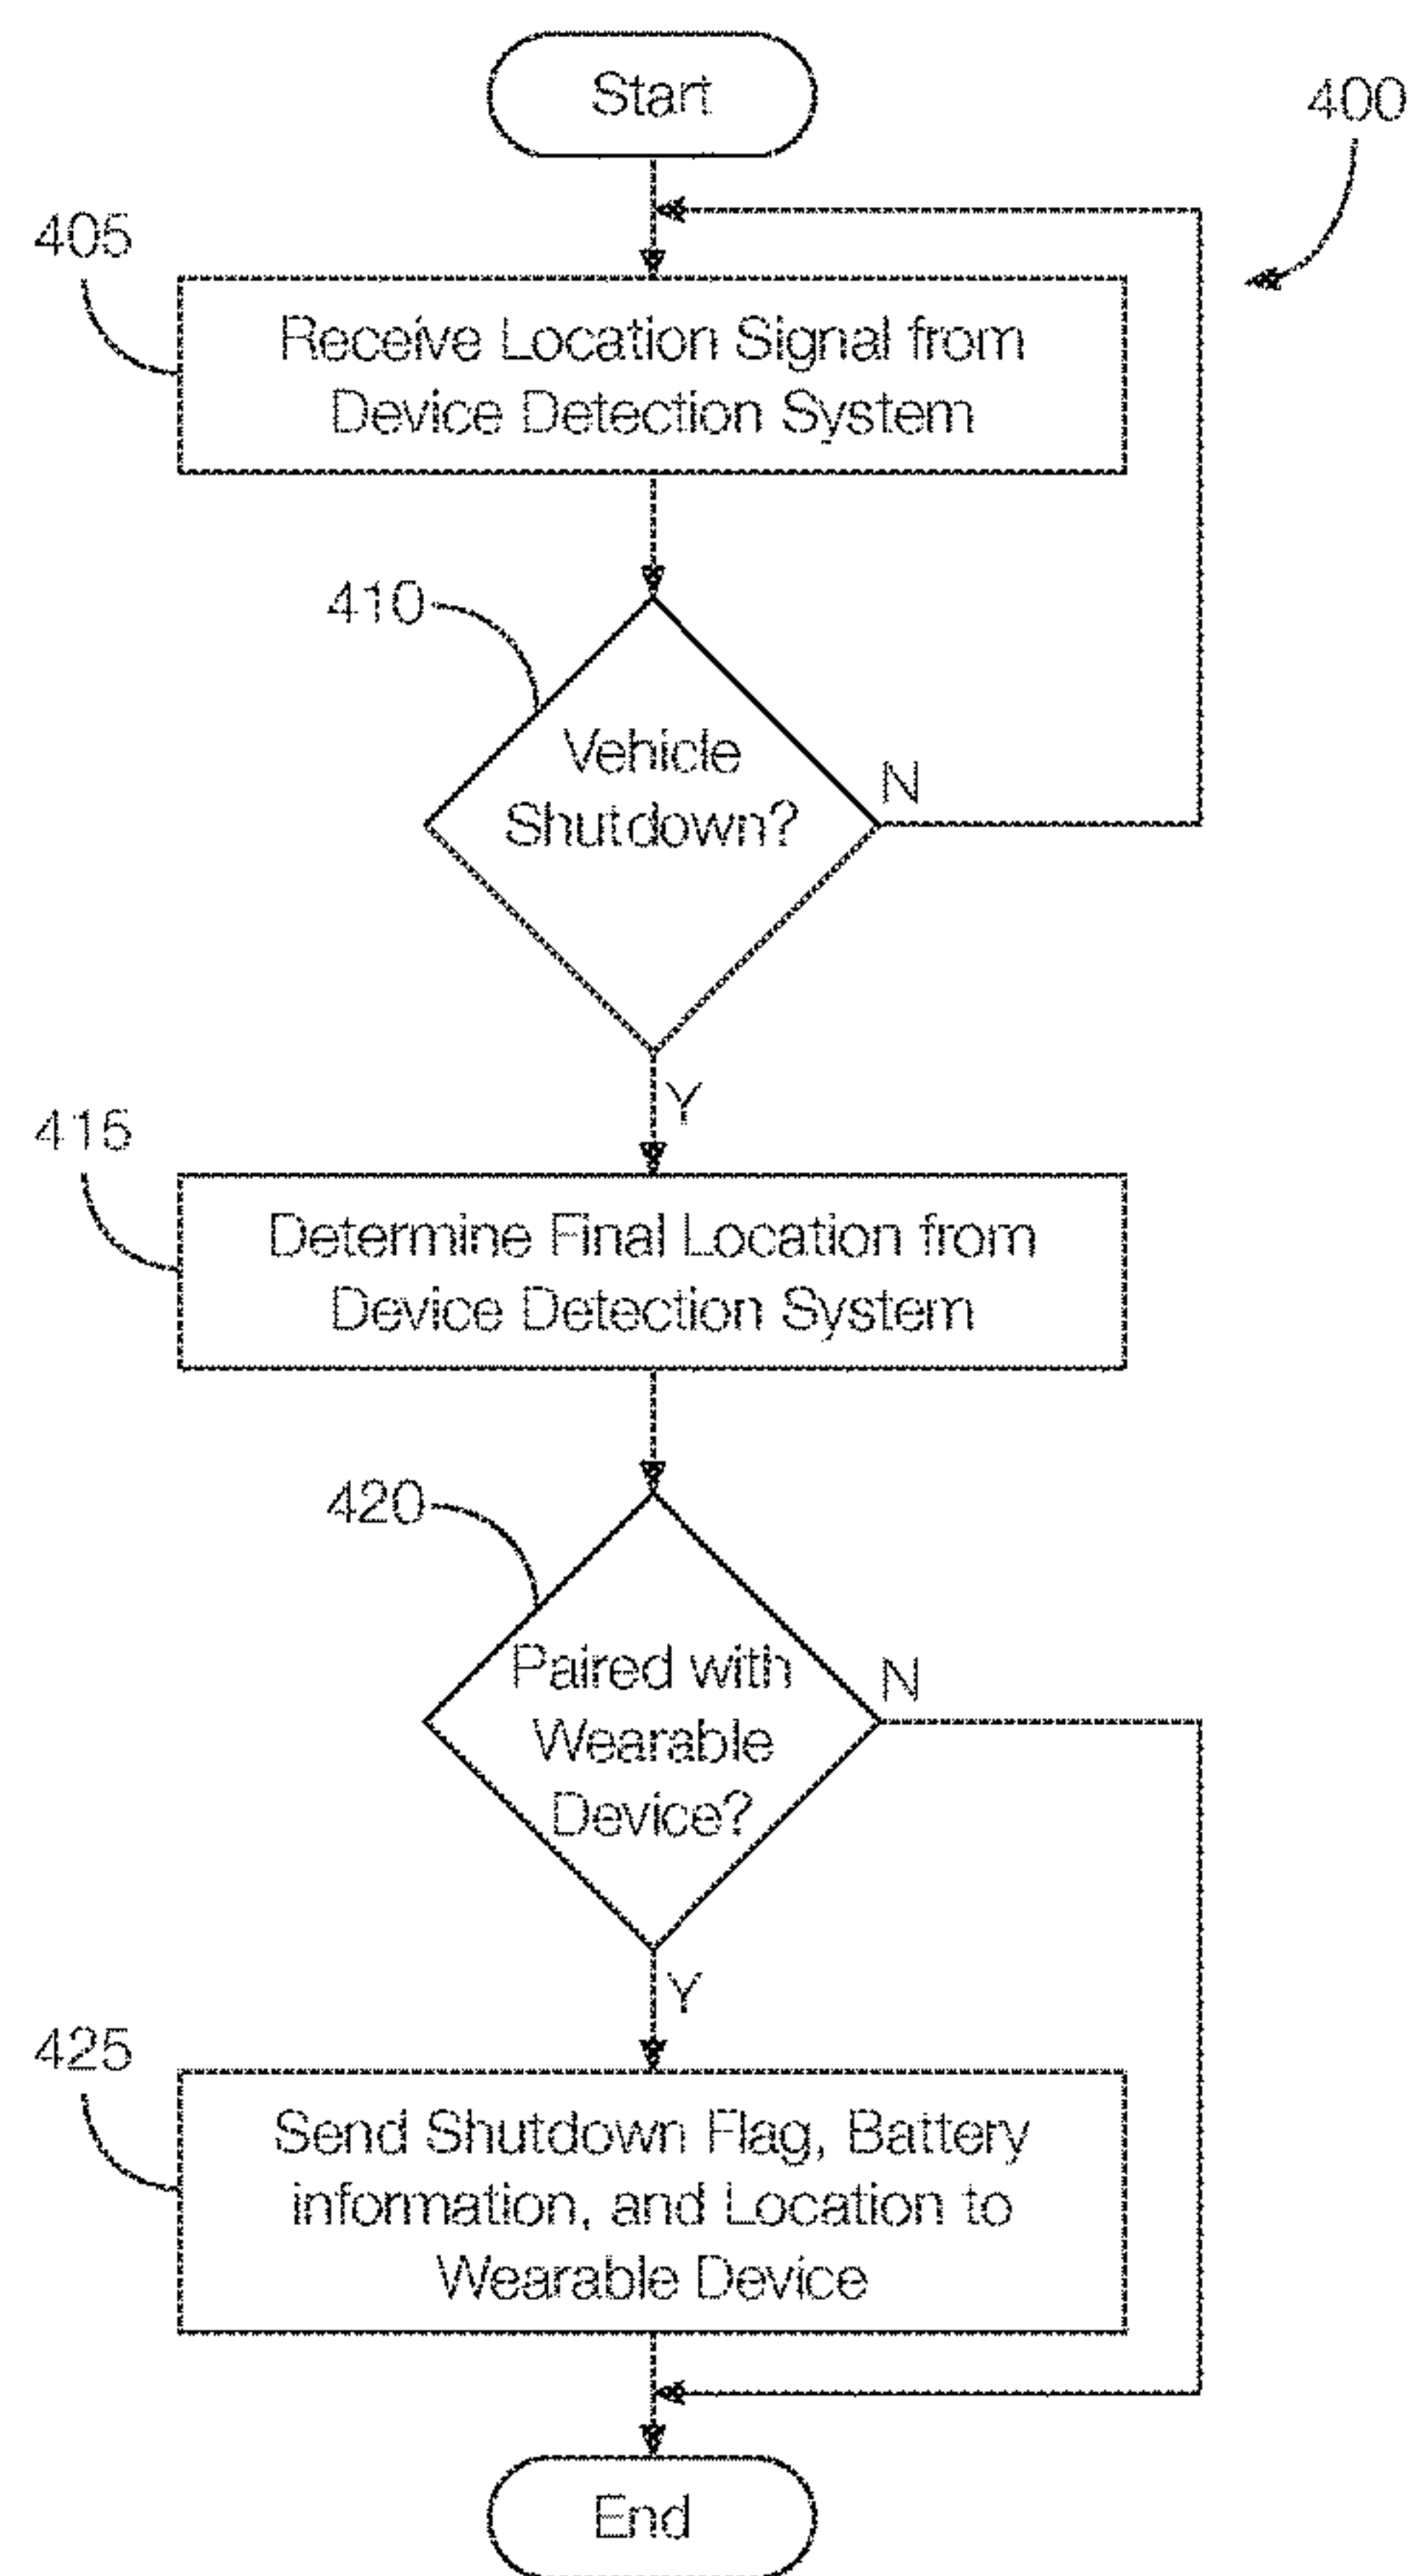 Start
400
405
Receive Location Signal from
Device Detection System
410
Vehicle
Shutdown?
N
Y
415
Determine Final Location from
Device Detection System
420
Paired with
Wearable
Device?
N
Y
425
Send Shutdown Flag, Battery
information, and Location to
Wearable Device
End